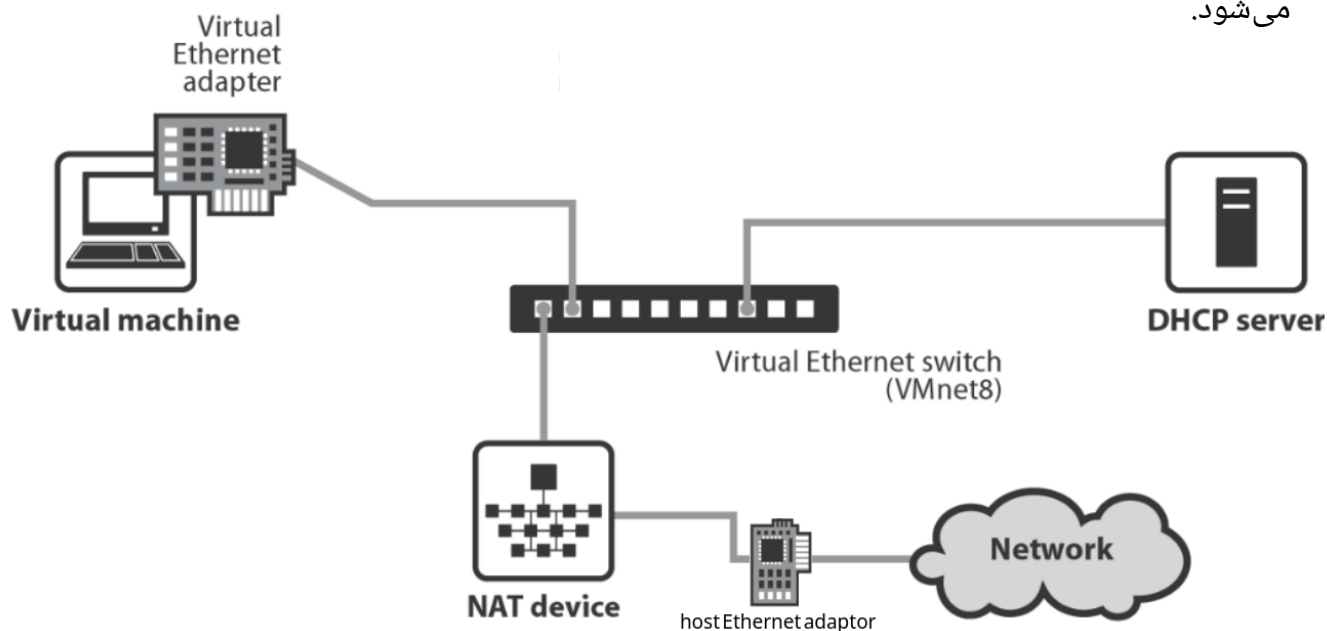 می‌شود.
Virtual
Ethernet
adapter
Virtual machine
DHCP server
Virtual Ethernet switch
(VMnet8)
NAT device
Network
host Ethernet adaptor